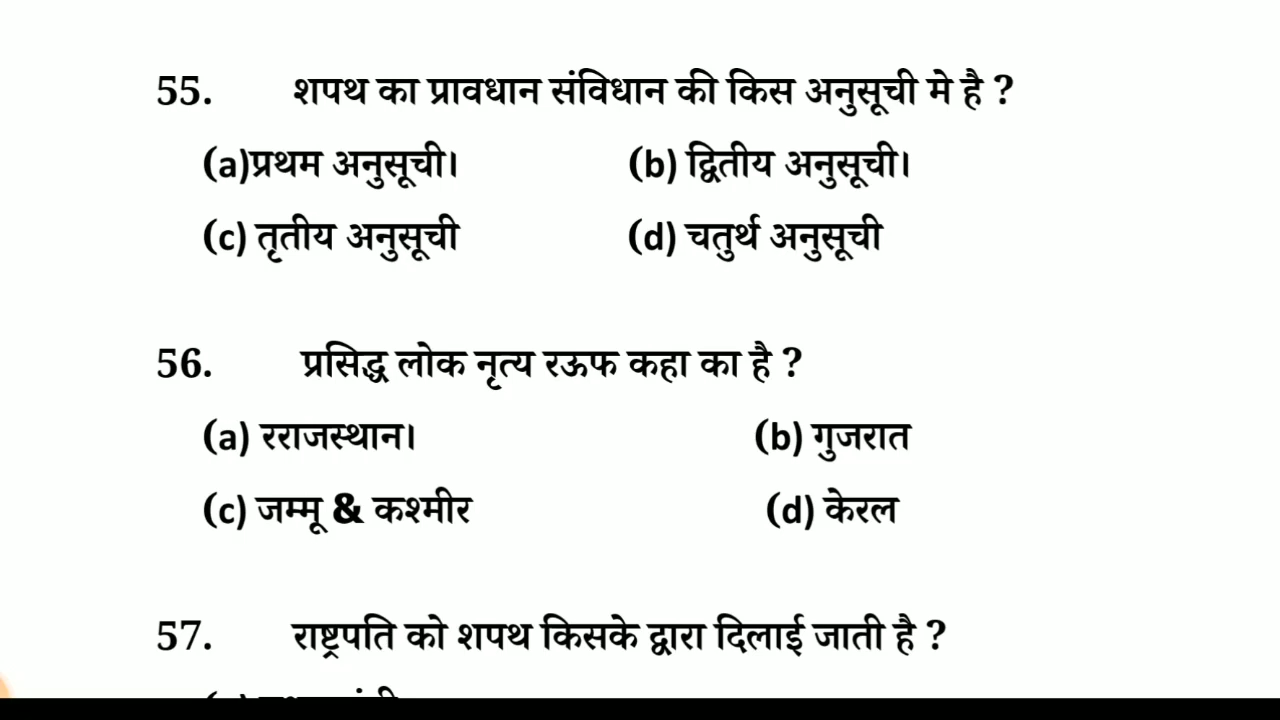 55. शपथ का प्रावधान संविधान की किस अनुसूची मे है ?
(a)प्रथम अनुसूची। (b) द्वितीय अनुसूची।
(c) तृतीय अनुसूची (d) चतुर्थ अनुसूची
56. प्रसिद्ध लोक नृत्य रऊफ कहा का है ?
(a) रराजस्थान। (b) गुजरात
(c) जम्मू & कश्मीर (d) केरल
57. राष्ट्रपति को शपथ किसके द्वारा दिलाई जाती है ?